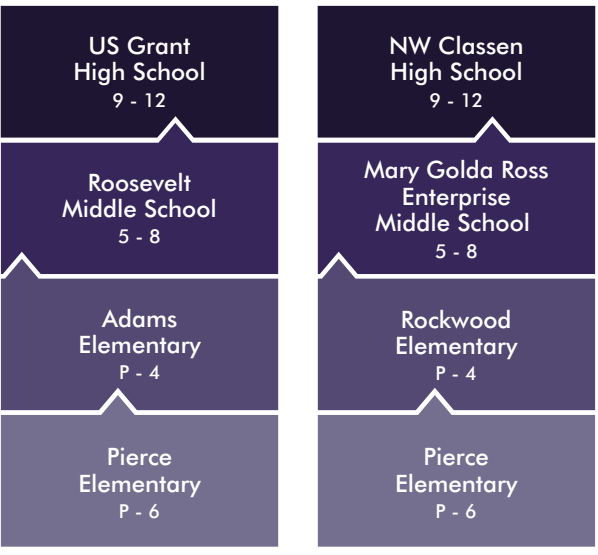 US Grant
High School
9 - 12
Roosevelt
Middle School
5 - 8
Adams
Elementary
P - 4
Pierce
Elementary
P - 6
NW Classen
High School
9 - 12
Mary Golda Ross
Enterprise
Middle School
5 - 8
Rockwood
Elementary
P - 4
Pierce
Elementary
P - 6